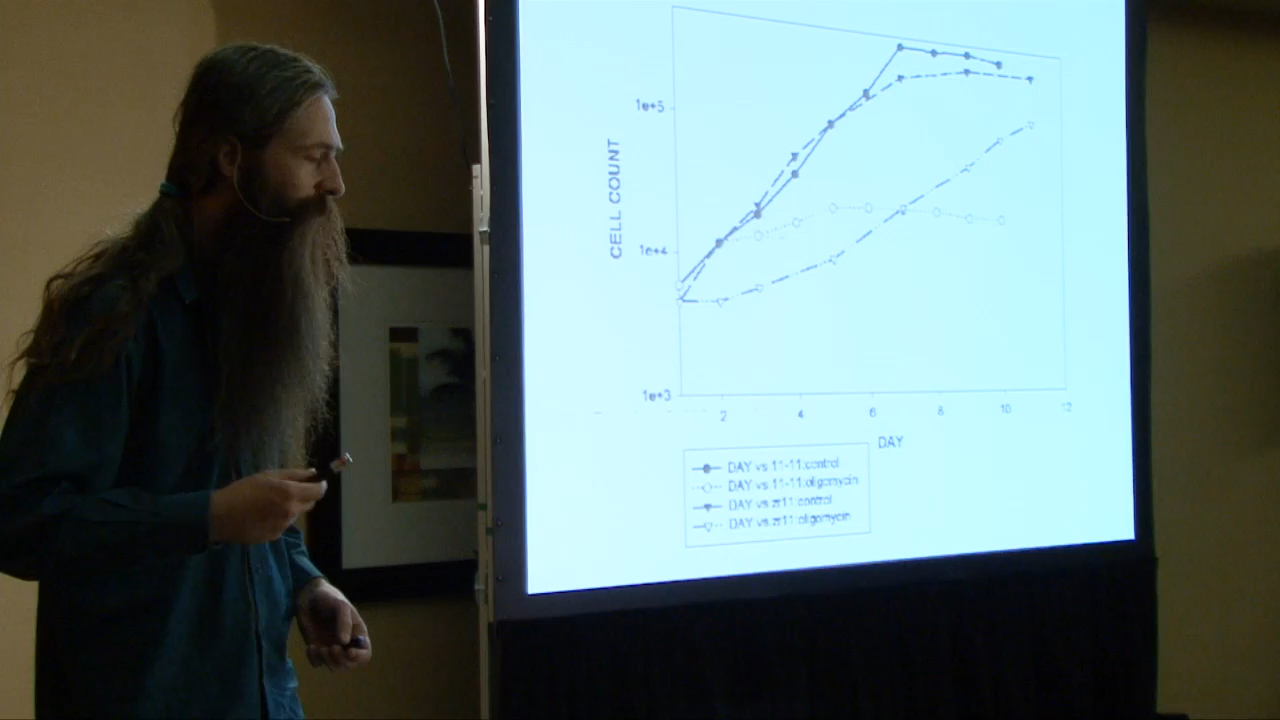 1e+5
CELL COUNT
1e+4
1e+3
2 4 6 8 10 12
DAY
DAY vs 11-11:control
DAY vs 11-11:oligomycin
DAY vs zr11:control
DAY vs zr11:oligomycin